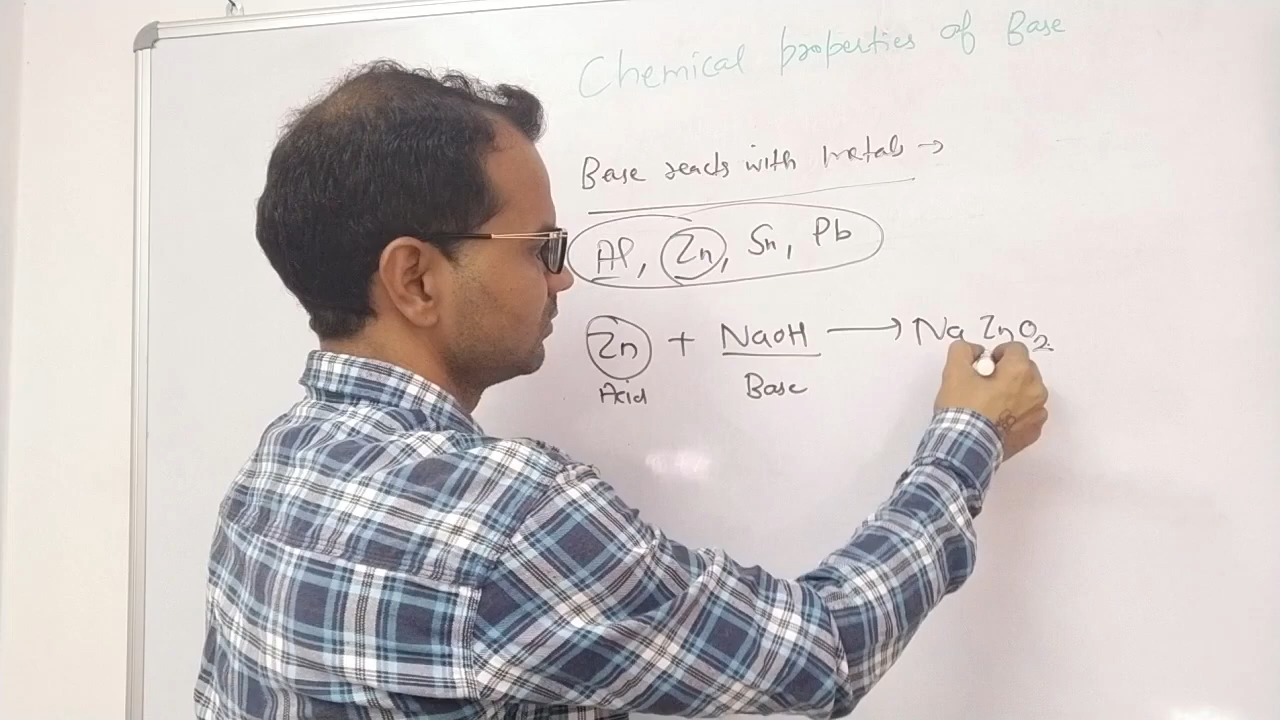 Chemical properties of Base
Base reacts with metals →
Al, Zn, Sn, Pb
Zn + NaOH → Na ZnO₂
Acid Base